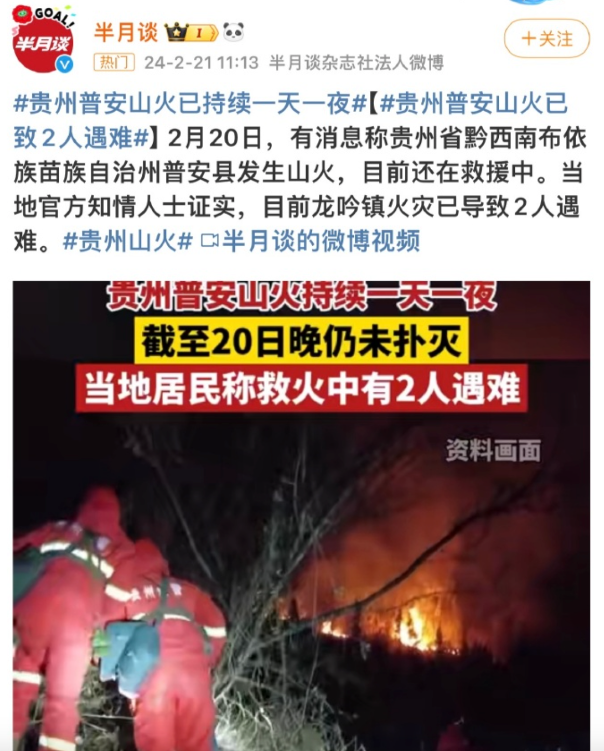 GOAL!
半月谈
半月谈 I
+关注
热门 24-2-21 11:13 半月谈杂志社法人微博
#贵州普安山火已持续一天一夜#【#贵州普安山火已
致2人遇难#】2月20日，有消息称贵州省黔西南布依
族苗族自治州普安县发生山火，目前还在救援中。当
地官方知情人士证实，目前龙吟镇火灾已导致2人遇
难。#贵州山火# 半月谈的微博视频
贵州普安山火持续一天一夜
截至20日晚仍未扑灭
当地居民称救火中有2人遇难
资料画面